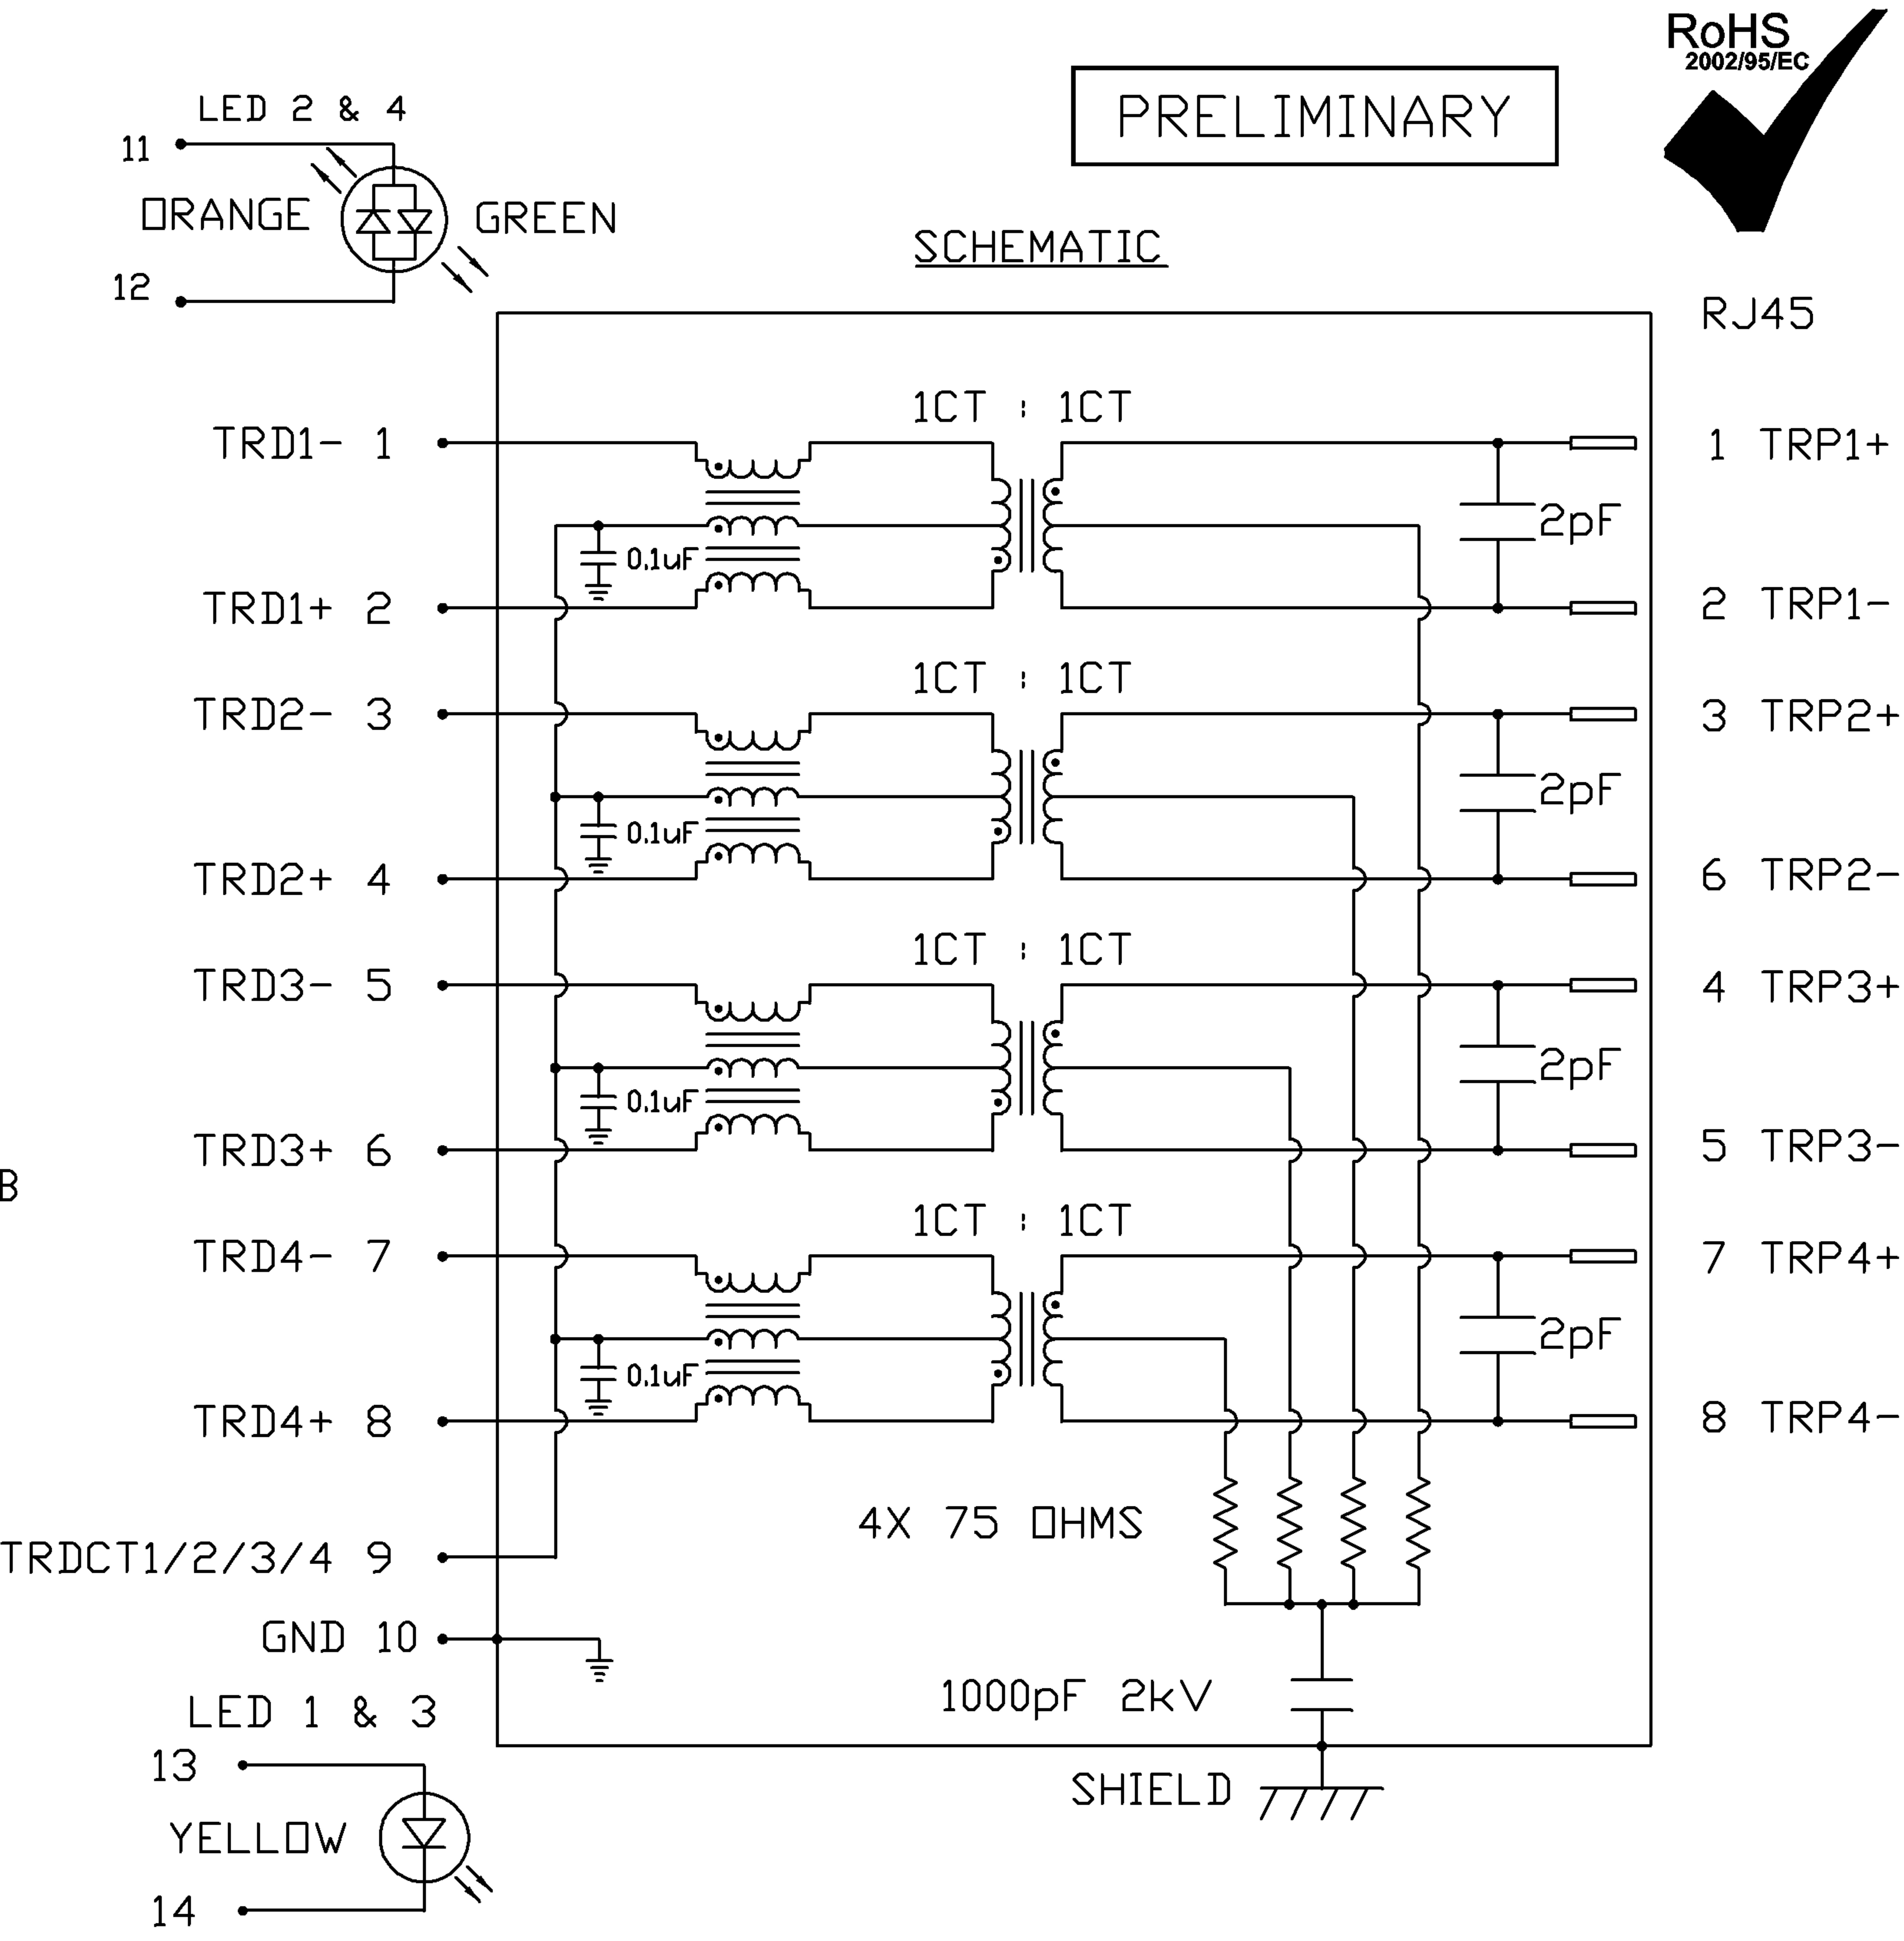 RoHS
2002/95/EC
PRELIMINARY
LED 2 & 4
11
ORANGE
GREEN
12
SCHEMATIC
RJ45
1CT : 1CT
TRD1- 1
1 TRP1+
2pF
0.1uF
TRD1+ 2
2 TRP1-
1CT : 1CT
TRD2- 3
3 TRP2+
2pF
0.1uF
TRD2+ 4
6 TRP2-
1CT : 1CT
TRD3- 5
4 TRP3+
2pF
0.1uF
TRD3+ 6
5 TRP3-
B
1CT : 1CT
TRD4- 7
7 TRP4+
2pF
0.1uF
TRD4+ 8
8 TRP4-
4X 75 OHMS
TRDCT1/2/3/4 9
GND 10
1000pF 2kV
LED 1 & 3
13
SHIELD
YELLOW
14